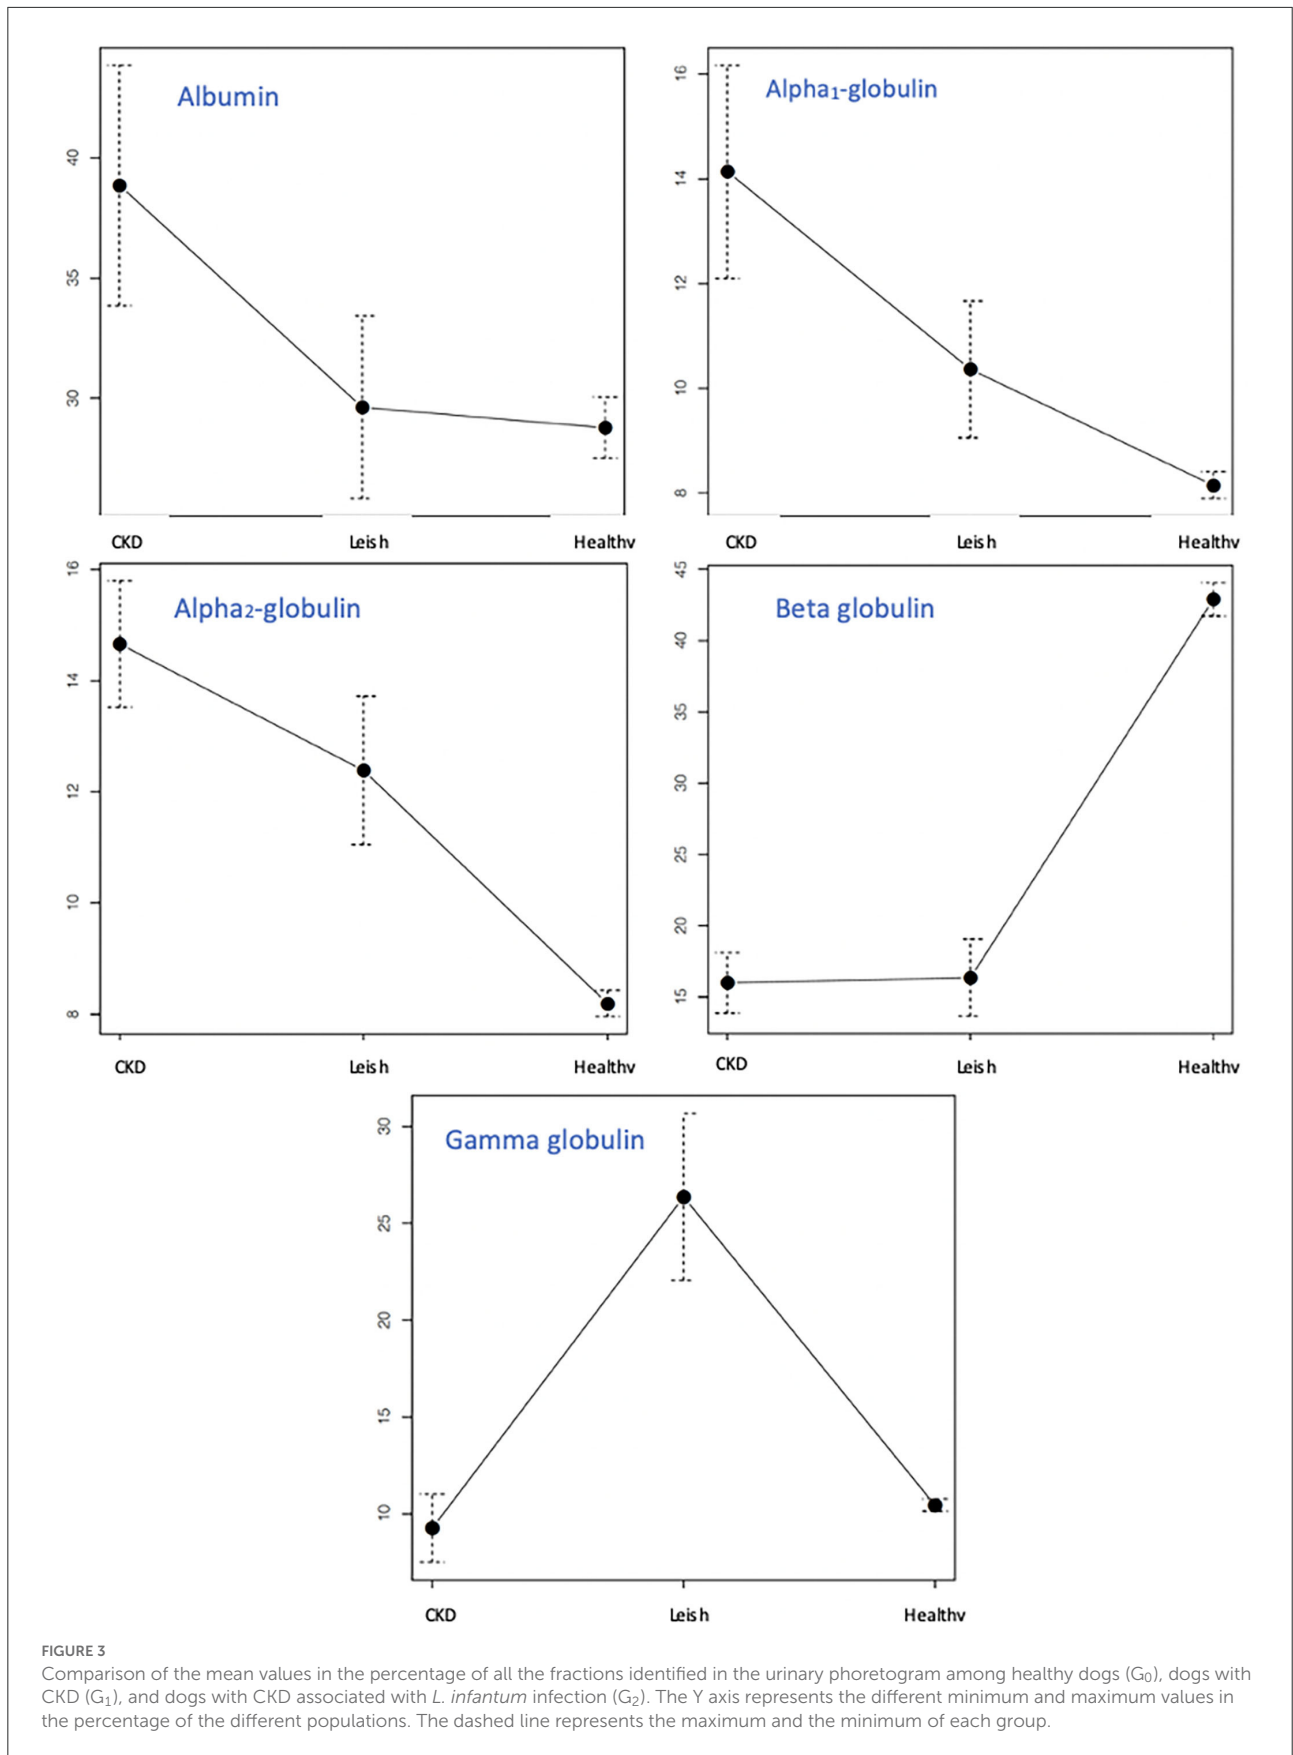 Albumin
40
35
30
CKD Leish Healthv
Alpha₁-globulin
16
14
12
10
8
CKD Leish Healthv
Alpha₂-globulin
16
14
12
10
8
CKD Leish Healthv
Beta globulin
45
40
35
30
25
20
15
CKD Leish Healthv
Gamma globulin
30
25
20
15
10
CKD Leish Healthv
FIGURE 3
Comparison of the mean values in the percentage of all the fractions identified in the urinary phoretogram among healthy dogs (G₀), dogs with
CKD (G₁), and dogs with CKD associated with L. infantum infection (G₂). The Y axis represents the different minimum and maximum values in
the percentage of the different populations. The dashed line represents the maximum and the minimum of each group.